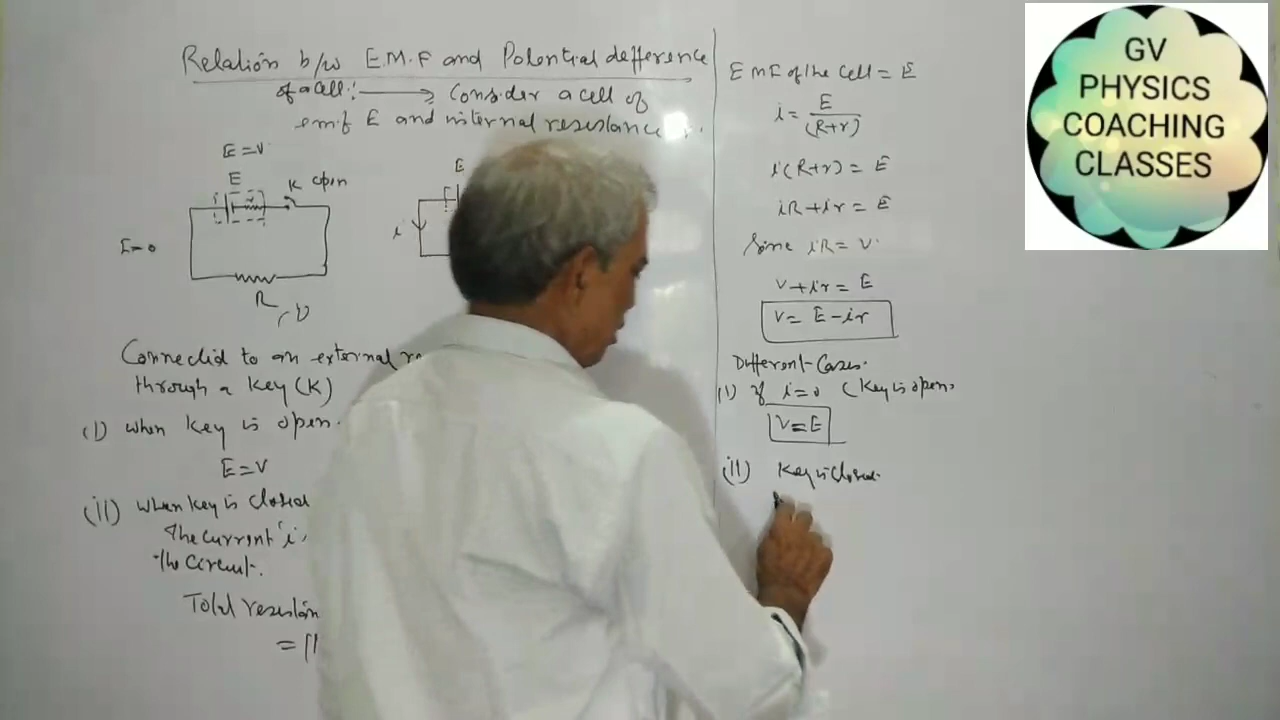 Relation b/w E.M.F and Potential defference
of a cell :⟶ Consider a cell of
emf E and internal resistance
E = V
E
K open
E = 0
R, V
E
i
Connected to an external
through a Key (K)
(I) when Key is open.
E = V
(II) when key is closed
The current 'i'
the circuit.
Total
=
EMF of the cell = E
i = E/(R+r)
i(R+r) = E
iR + ir = E
Since iR = V.
V + ir = E
V = E - ir
Different Cases.
(I) If i = 0 (Key is open)
V = E
(II) Key is closed.
GV
PHYSICS
COACHING
CLASSES